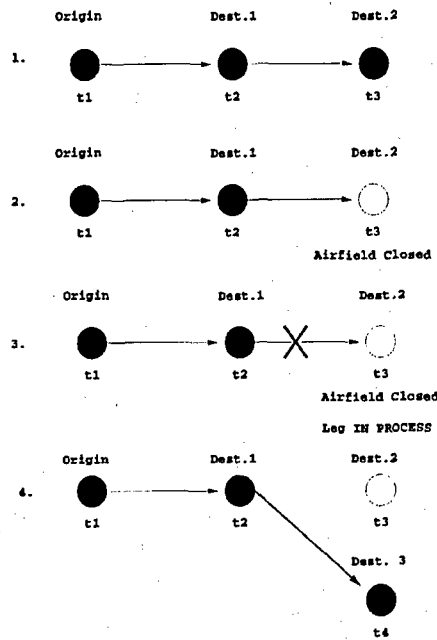 Origin Dest.1 Dest.2
1.
t1 t2 t3
Origin Dest.1 Dest.2
2.
t1 t2 t3
Airfield Closed
Origin Dest.1 Dest.2
3.
t1 t2 t3
Airfield Closed
Leg IN PROCESS
Origin Dest.1 Dest.2
4.
t1 t2 t3
Dest. 3
t4